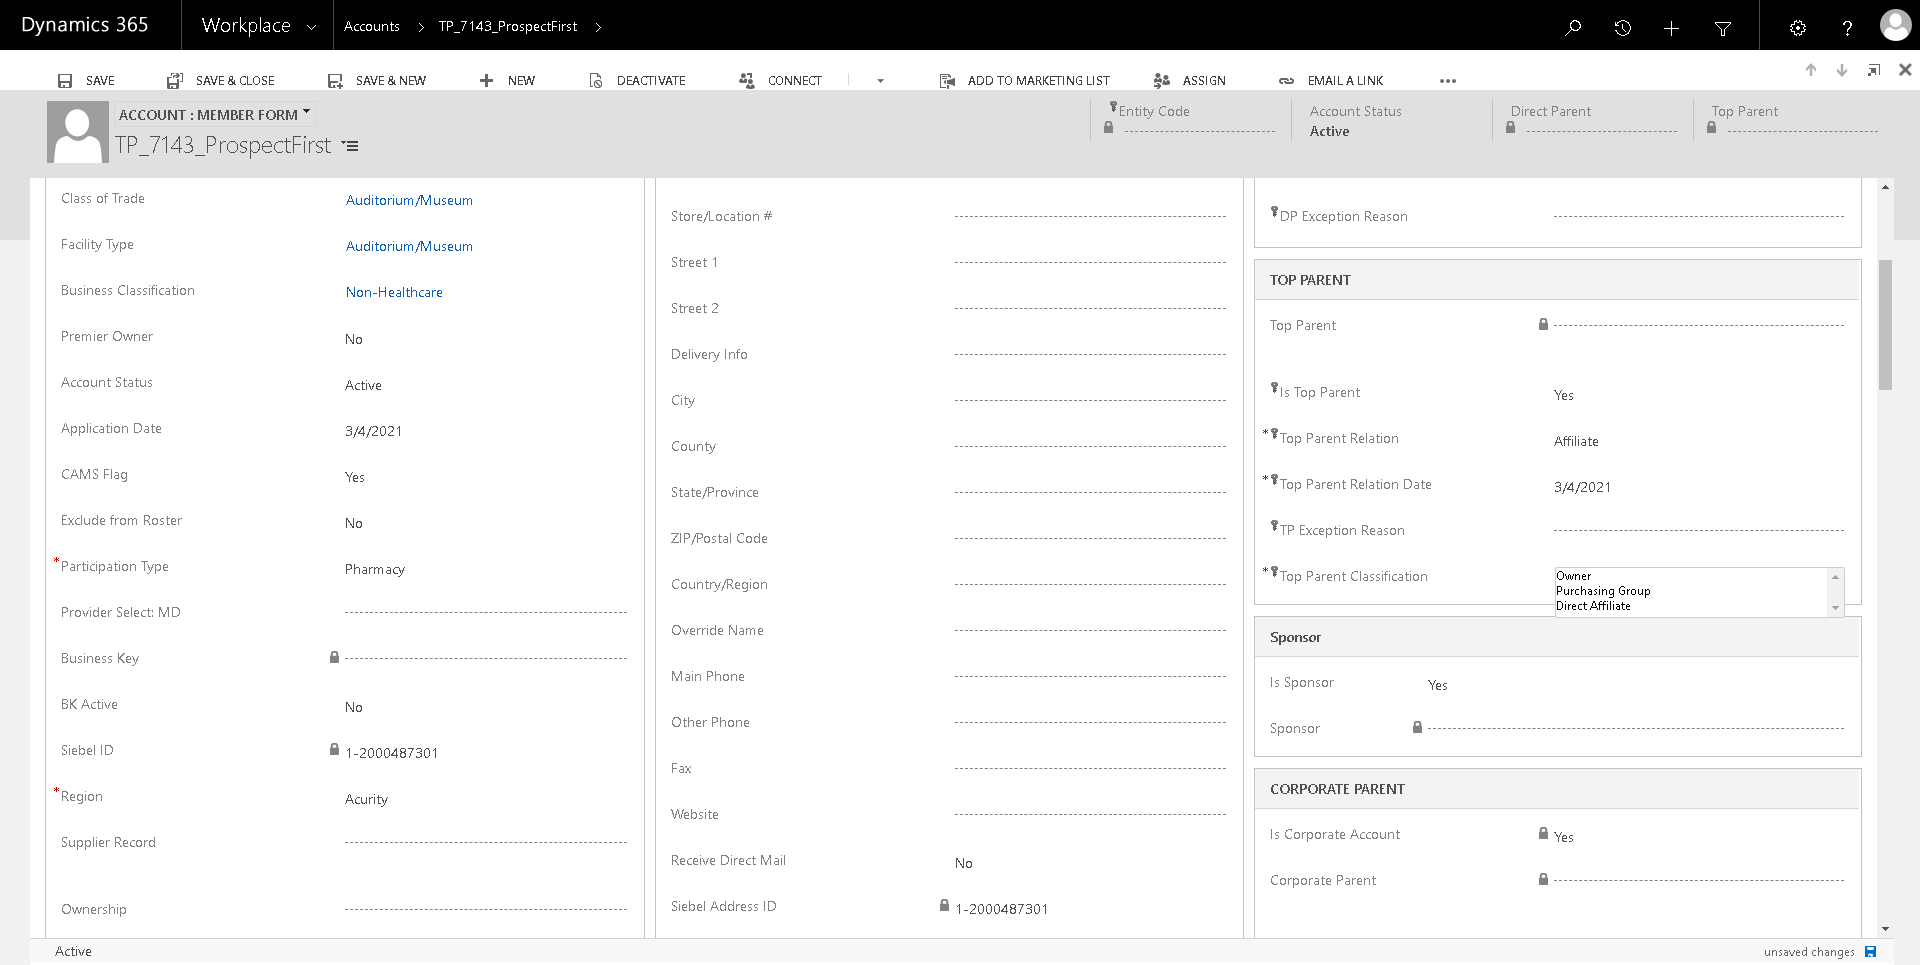 Dynamics 365
Workplace
Accounts
TP_7143_ProspectFirst
?
SAVE
SAVE & CLOSE
SAVE & NEW
NEW
DEACTIVATE
CONNECT
ADD TO MARKETING LIST
ASSIGN
EMAIL A LINK
ACCOUNT : MEMBER FORM
TP_7143_ProspectFirst
Entity Code
Account Status
Active
Direct Parent
Top Parent
Class of Trade
Auditorium/Museum
Facility Type
Auditorium/Museum
Business Classification
Non-Healthcare
Premier Owner
No
Account Status
Active
Application Date
3/4/2021
CAMS Flag
Yes
Exclude from Roster
No
*Participation Type
Pharmacy
Provider Select: MD
Business Key
BK Active
No
Siebel ID
1-2000487301
*Region
Acurity
Supplier Record
Ownership
Store/Location #
Street 1
Street 2
Delivery Info
City
County
State/Province
ZIP/Postal Code
Country/Region
Override Name
Main Phone
Other Phone
Fax
Website
Receive Direct Mail
No
Siebel Address ID
1-2000487301
DP Exception Reason
TOP PARENT
Top Parent
Is Top Parent
Yes
*Top Parent Relation
Affiliate
*Top Parent Relation Date
3/4/2021
TP Exception Reason
*Top Parent Classification
Owner
Purchasing Group
Direct Affiliate
Sponsor
Is Sponsor
Yes
Sponsor
CORPORATE PARENT
Is Corporate Account
Yes
Corporate Parent
Active
unsaved changes